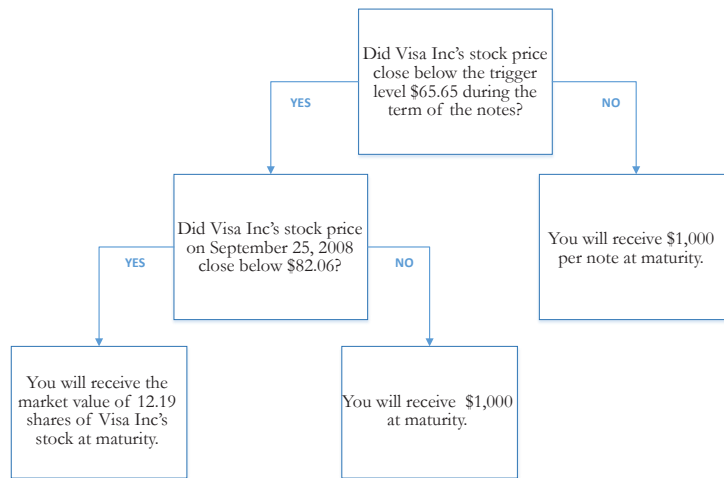 Did Visa Inc's stock price
close below the trigger
level $65.65 during the
term of the notes?
YES
NO
Did Visa Inc's stock price
on September 25, 2008
close below $82.06?
You will receive $1,000
per note at maturity.
YES
NO
You will receive the
market value of 12.19
shares of Visa Inc's
stock at maturity.
You will receive $1,000
at maturity.